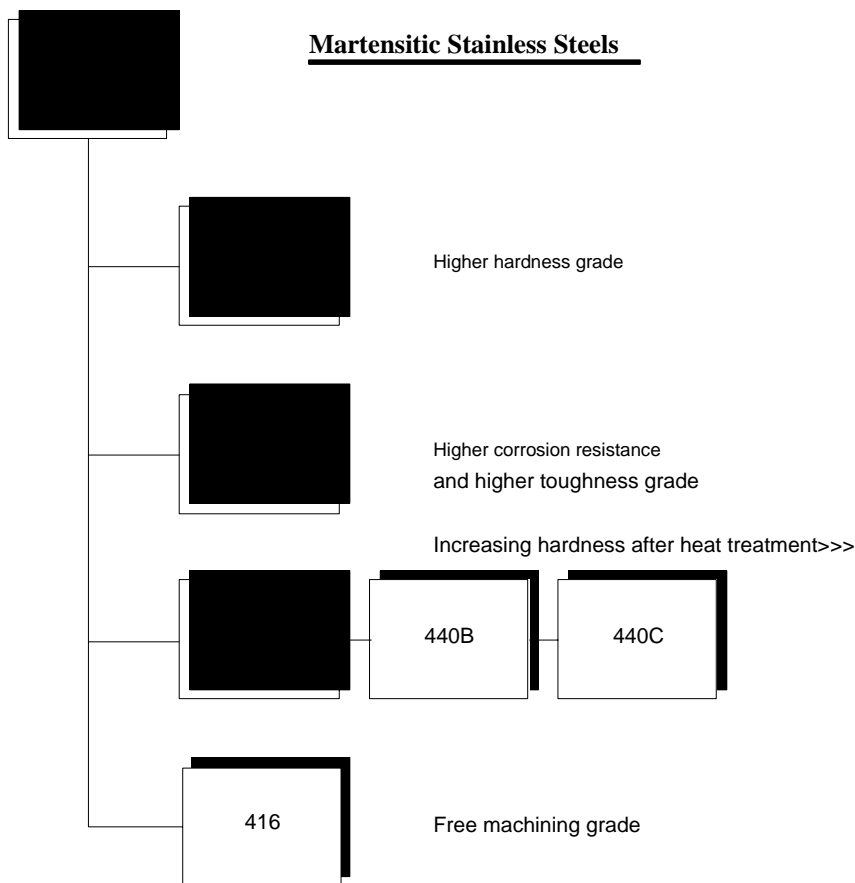 Martensitic Stainless Steels
Higher hardness grade
Higher corrosion resistance
and higher toughness grade
Increasing hardness after heat treatment>>>
440B
440C
416
Free machining grade